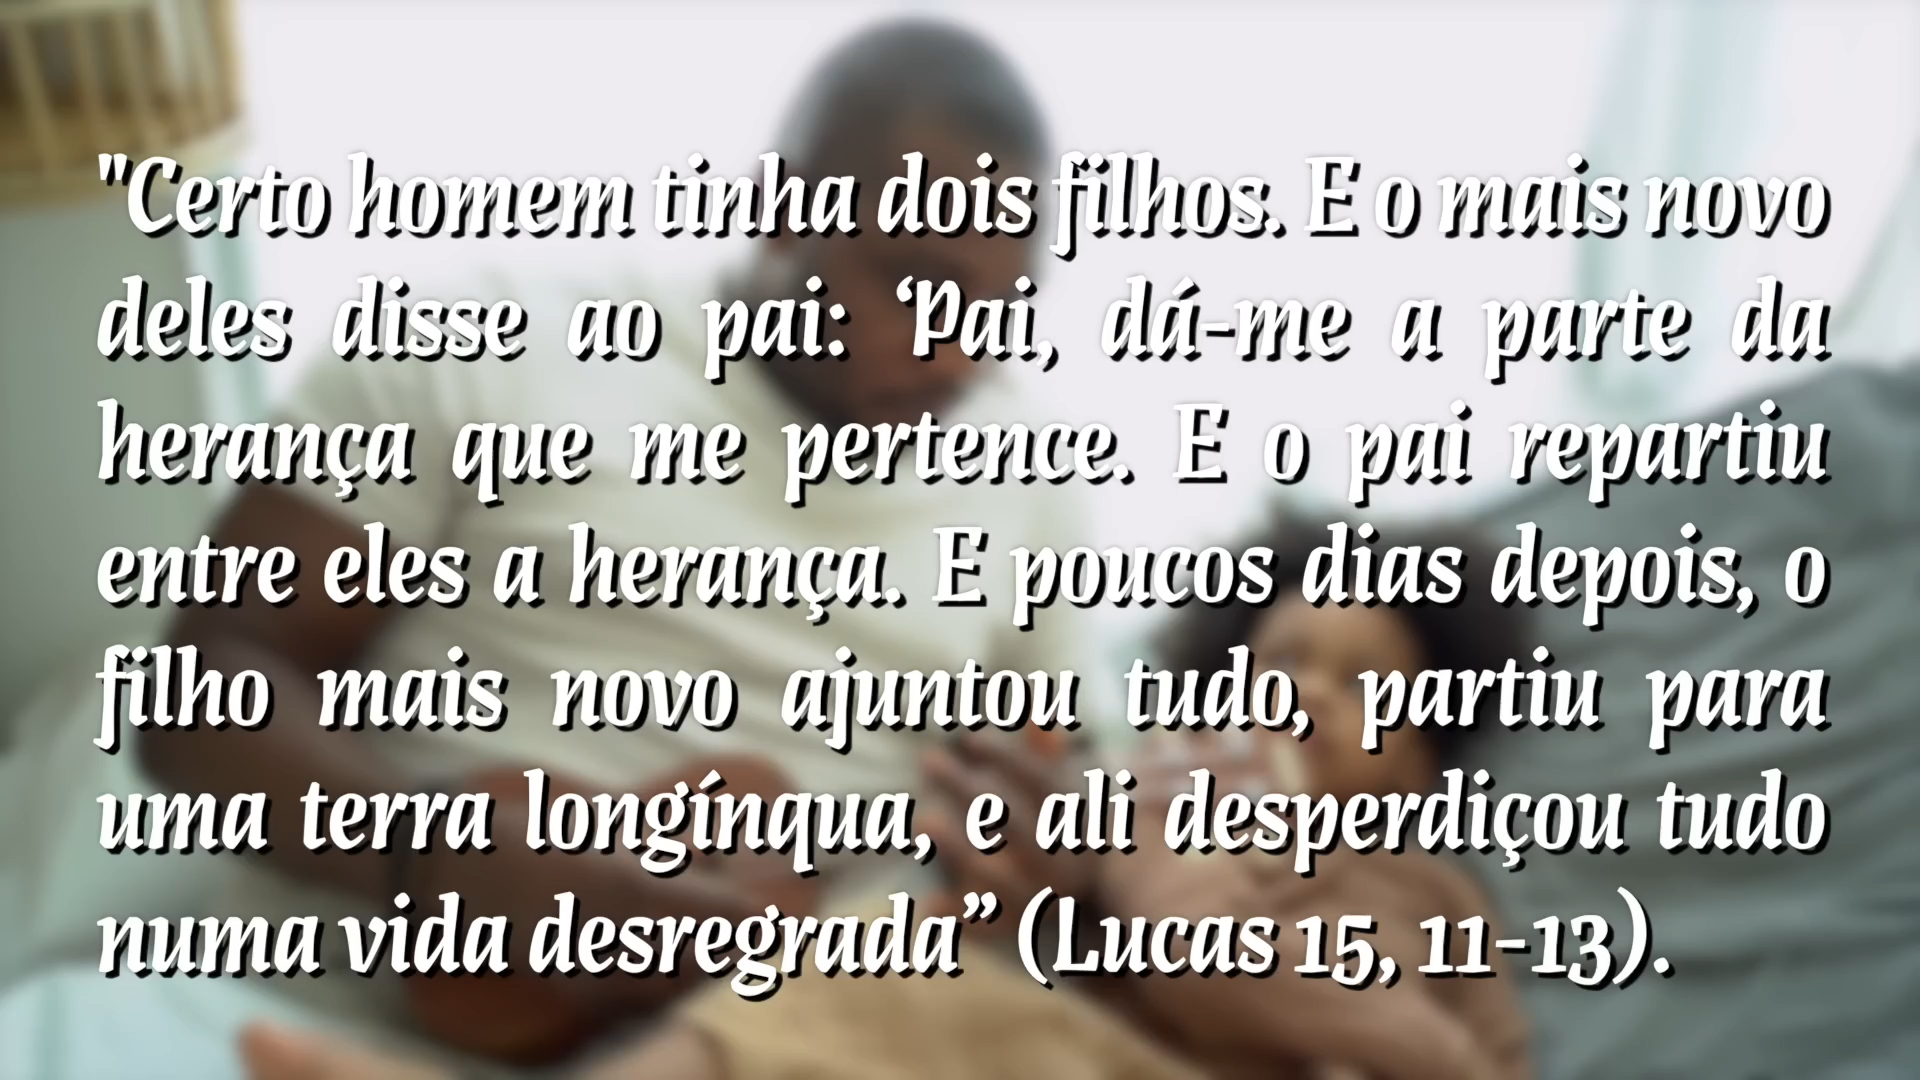 "Certo homem tinha dois filhos. E o mais novo
deles disse ao pai: ‘Pai, dá-me a parte da
herança que me pertence. E o pai repartiu
entre eles a herança. E poucos dias depois, o
filho mais novo ajuntou tudo, partiu para
uma terra longínqua, e ali desperdiçou tudo
numa vida desregrada” (Lucas 15, 11-13).